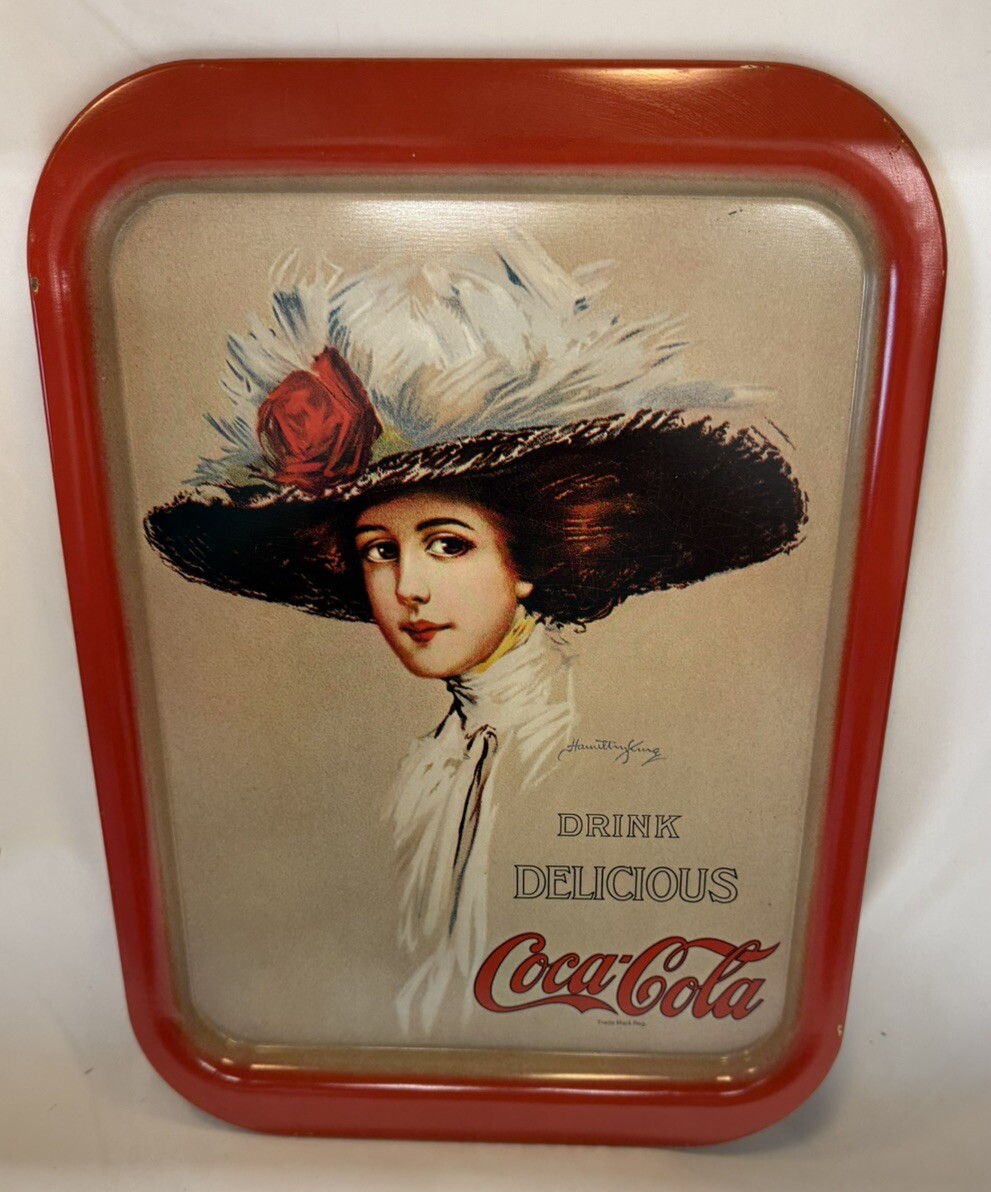 Hamilton King
DRINK
DELICIOUS
Coca-Cola
Trade Mark Reg.